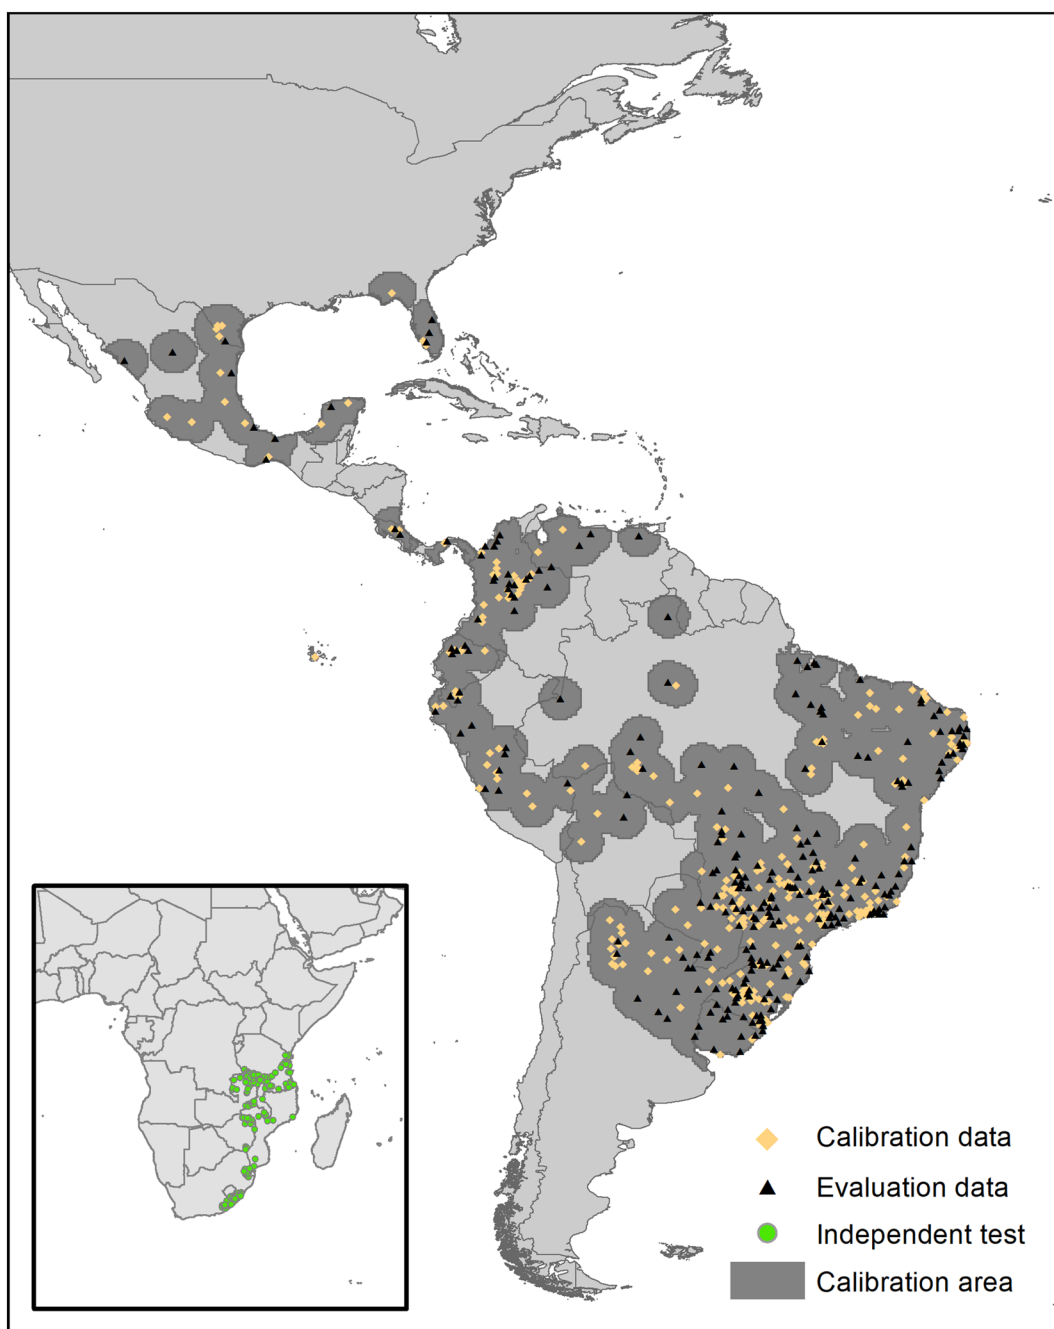 Calibration data
Evaluation data
Independent test
Calibration area